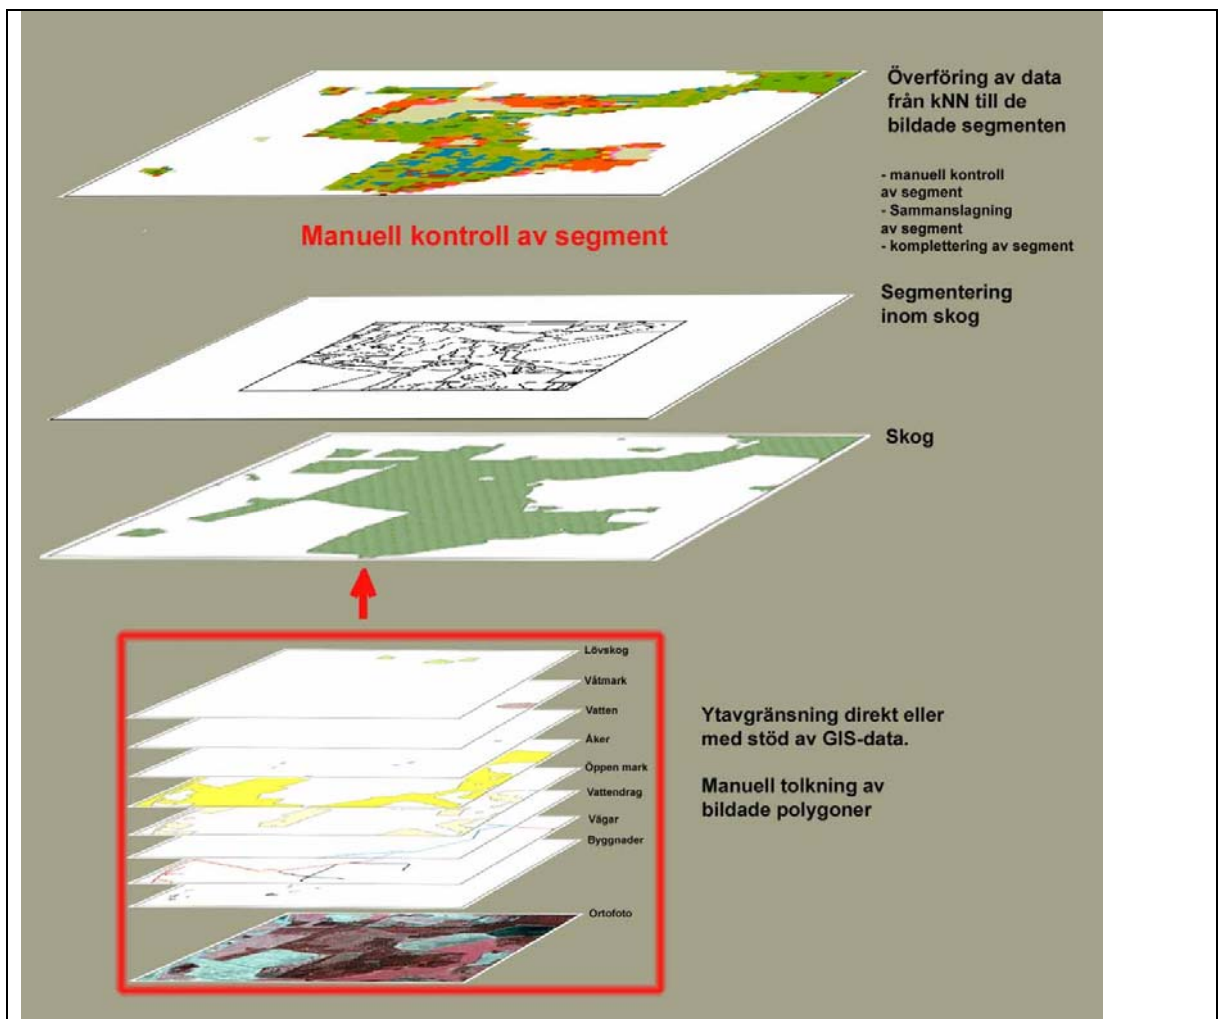 Överföring av data
från kNN till de
bildade segmenten
- manuell kontroll
av segment
- Sammanslagning
av segment
- komplettering av segment
Manuell kontroll av segment
Segmentering
inom skog
Skog
Lövskog
Våtmark
Vatten
Åker
Öppen mark
Vattendrag
Vägar
Byggnader
Ortofoto
Ytavgränsning direkt eller
med stöd av GIS-data.
Manuell tolkning av
bildade polygoner